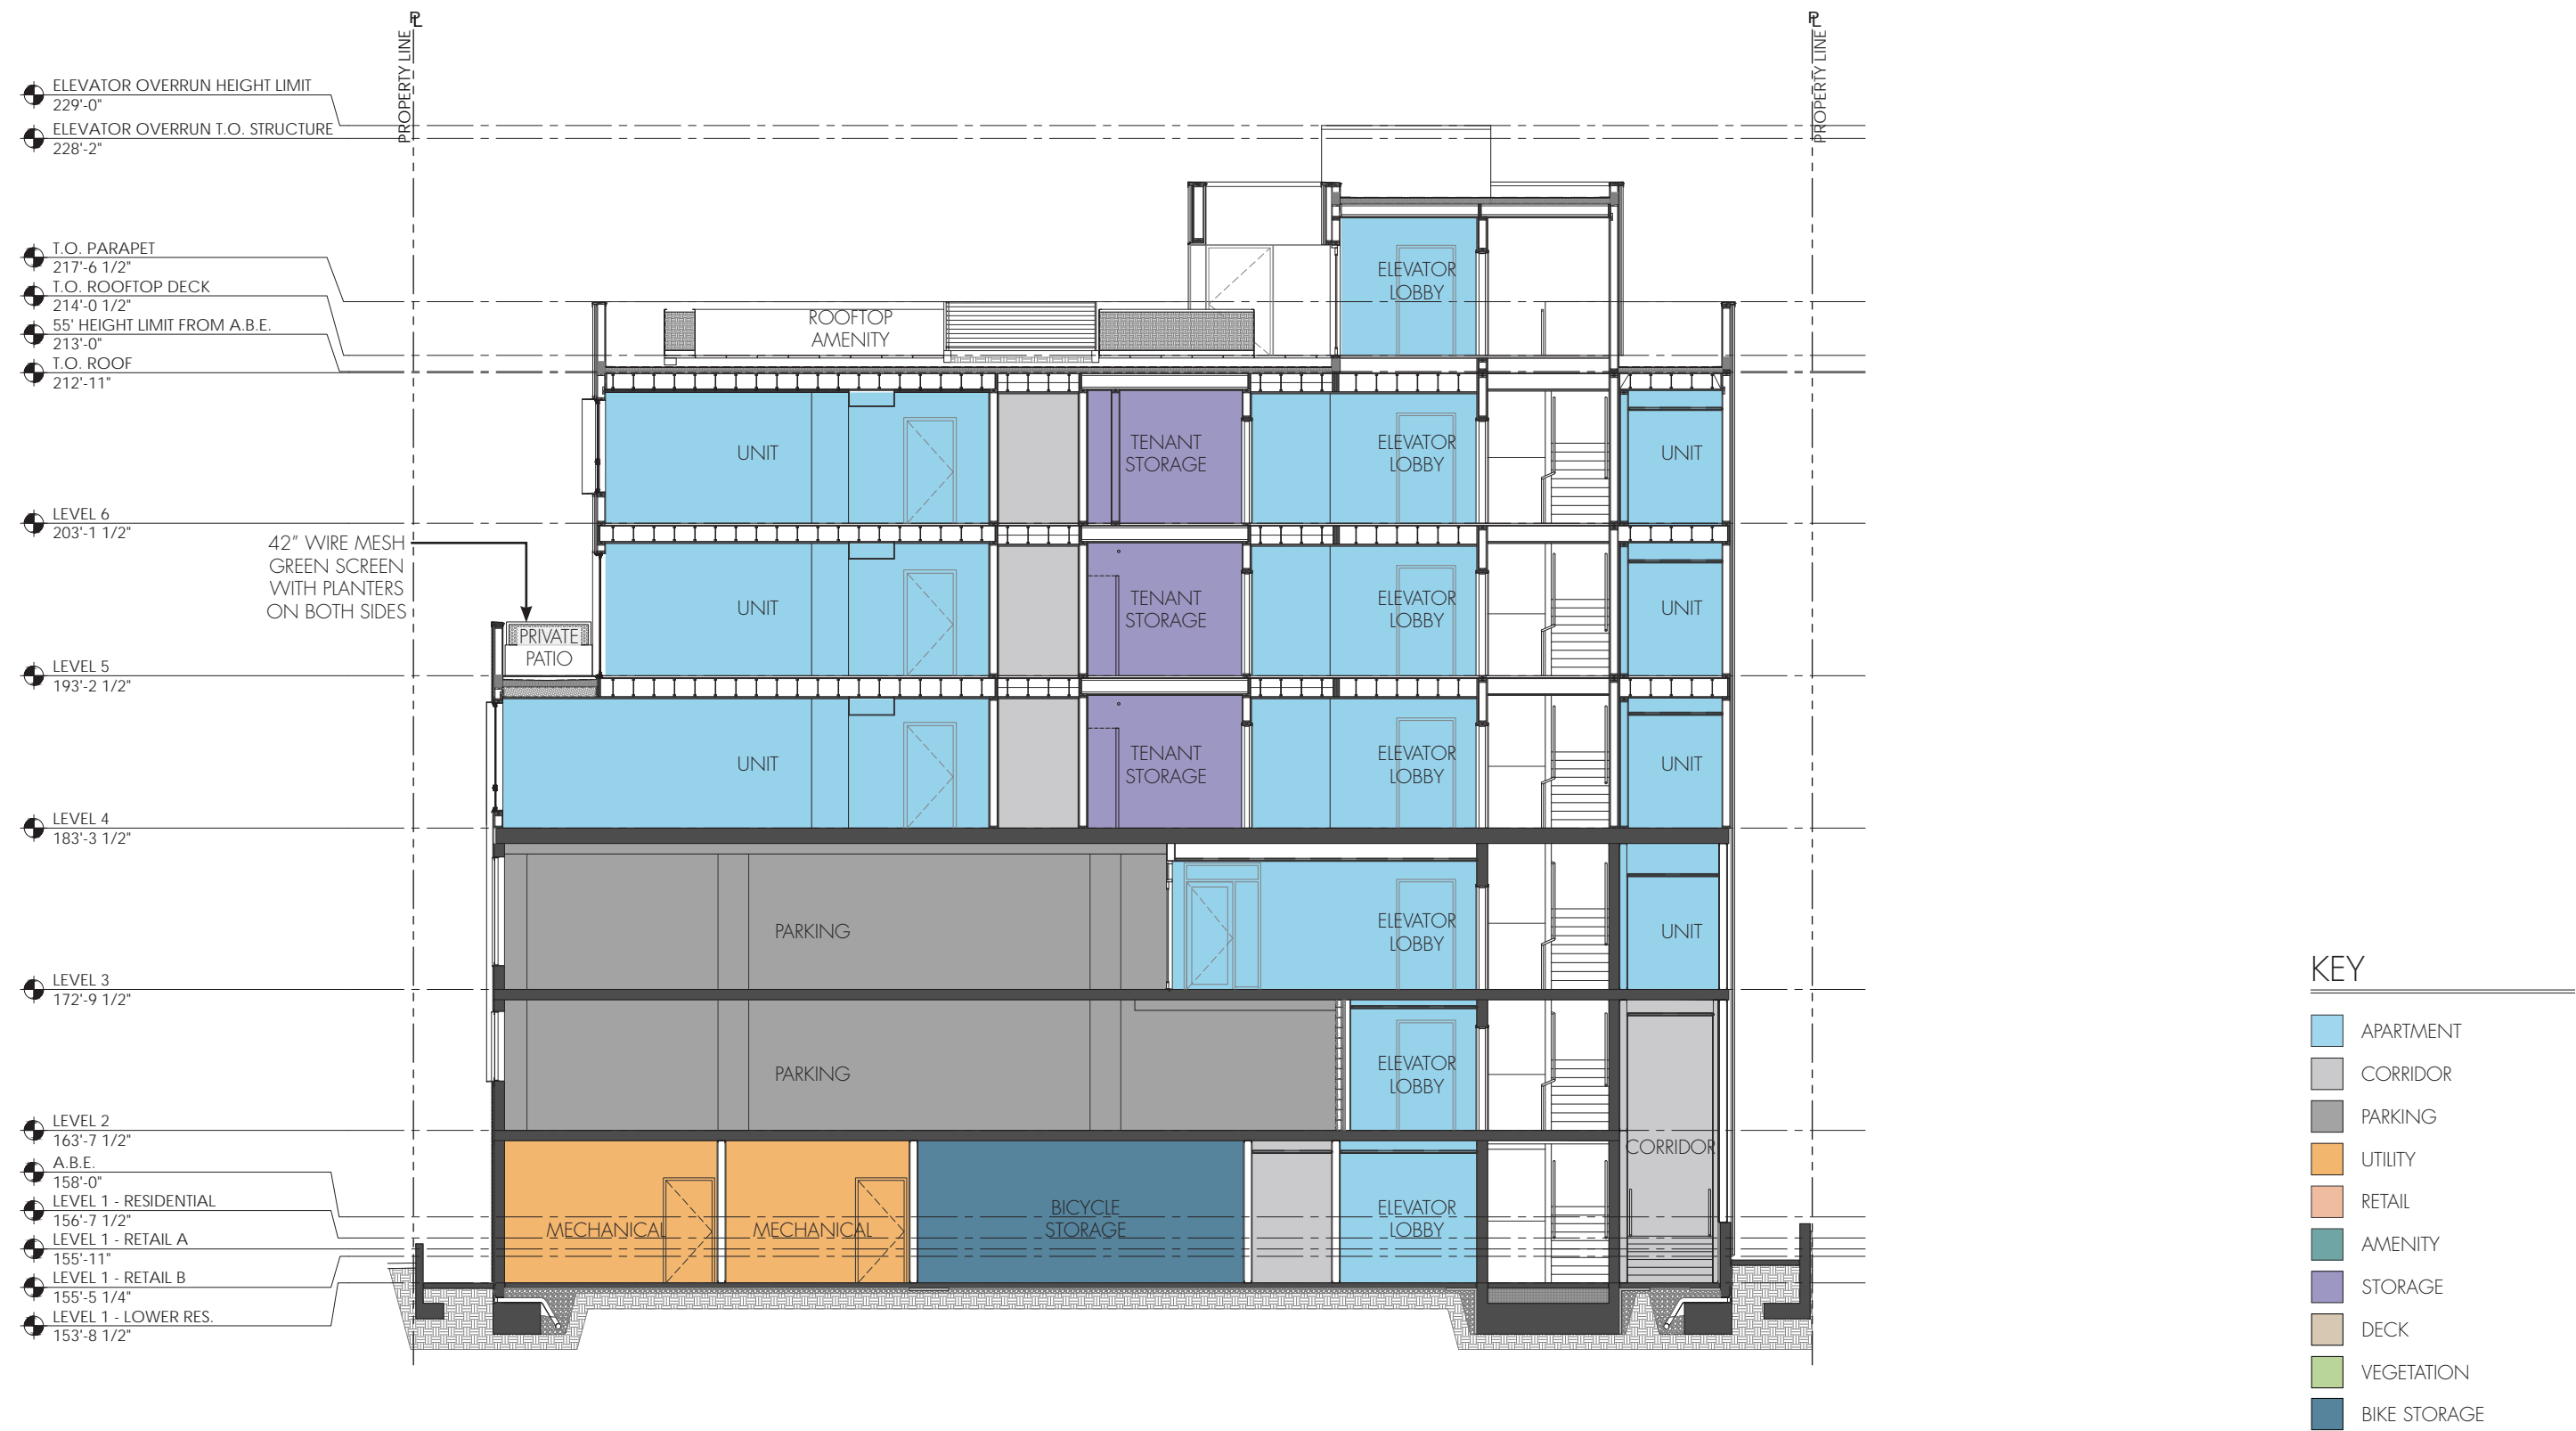 PL
PL
PROPERTY LINE
PROPERTY LINE
ELEVATOR OVERRUN HEIGHT LIMIT
229'-0"
ELEVATOR OVERRUN T.O. STRUCTURE
228'-2"
T.O. PARAPET
217'-6 1/2"
T.O. ROOFTOP DECK
214'-0 1/2"
55' HEIGHT LIMIT FROM A.B.E.
213'-0"
T.O. ROOF
212'-11"
LEVEL 6
203'-1 1/2"
42" WIRE MESH
GREEN SCREEN
WITH PLANTERS
ON BOTH SIDES
LEVEL 5
193'-2 1/2"
LEVEL 4
183'-3 1/2"
LEVEL 3
172'-9 1/2"
LEVEL 2
163'-7 1/2"
A.B.E.
158'-0"
LEVEL 1 - RESIDENTIAL
156'-7 1/2"
LEVEL 1 - RETAIL A
155'-11"
LEVEL 1 - RETAIL B
155'-5 1/4"
LEVEL 1 - LOWER RES.
153'-8 1/2"
ELEVATOR
LOBBY
ROOFTOP
AMENITY
UNIT
TENANT
STORAGE
ELEVATOR
LOBBY
UNIT
PRIVATE
PATIO
UNIT
TENANT
STORAGE
ELEVATOR
LOBBY
UNIT
UNIT
TENANT
STORAGE
ELEVATOR
LOBBY
UNIT
PARKING
ELEVATOR
LOBBY
UNIT
PARKING
ELEVATOR
LOBBY
CORRIDOR
MECHANICAL
MECHANICAL
BICYCLE
STORAGE
ELEVATOR
LOBBY
KEY
APARTMENT
CORRIDOR
PARKING
UTILITY
RETAIL
AMENITY
STORAGE
DECK
VEGETATION
BIKE STORAGE